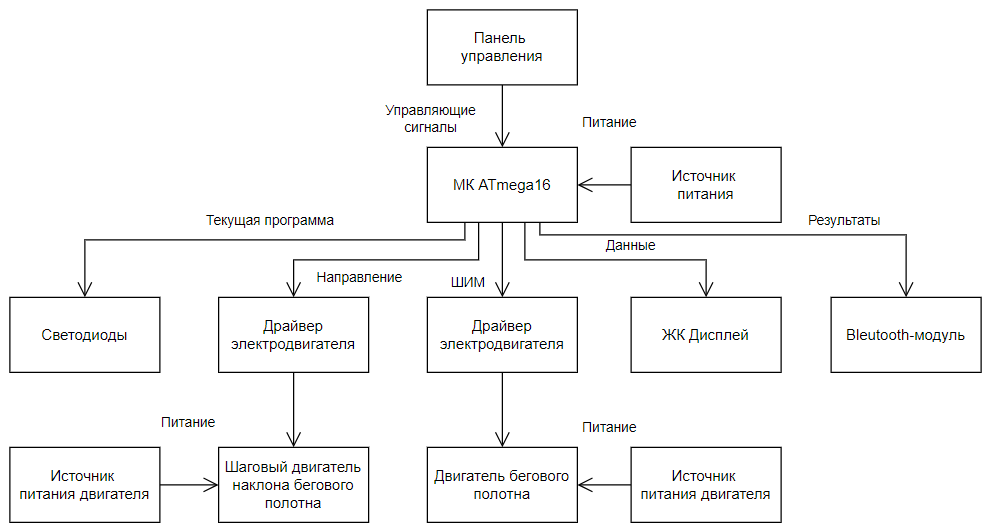 Панель
управления
Управляющие
сигналы
Питание
МК ATmega16
Источник
питания
Текущая программа
Результаты
Данные
Направление
ШИМ
Светодиоды
Драйвер
электродвигателя
Драйвер
электродвигателя
ЖК Дисплей
Bleutooth-модуль
Питание
Питание
Источник
питания двигателя
Шаговый двигатель
наклона бегового
полотна
Двигатель бегового
полотна
Источник
питания двигателя